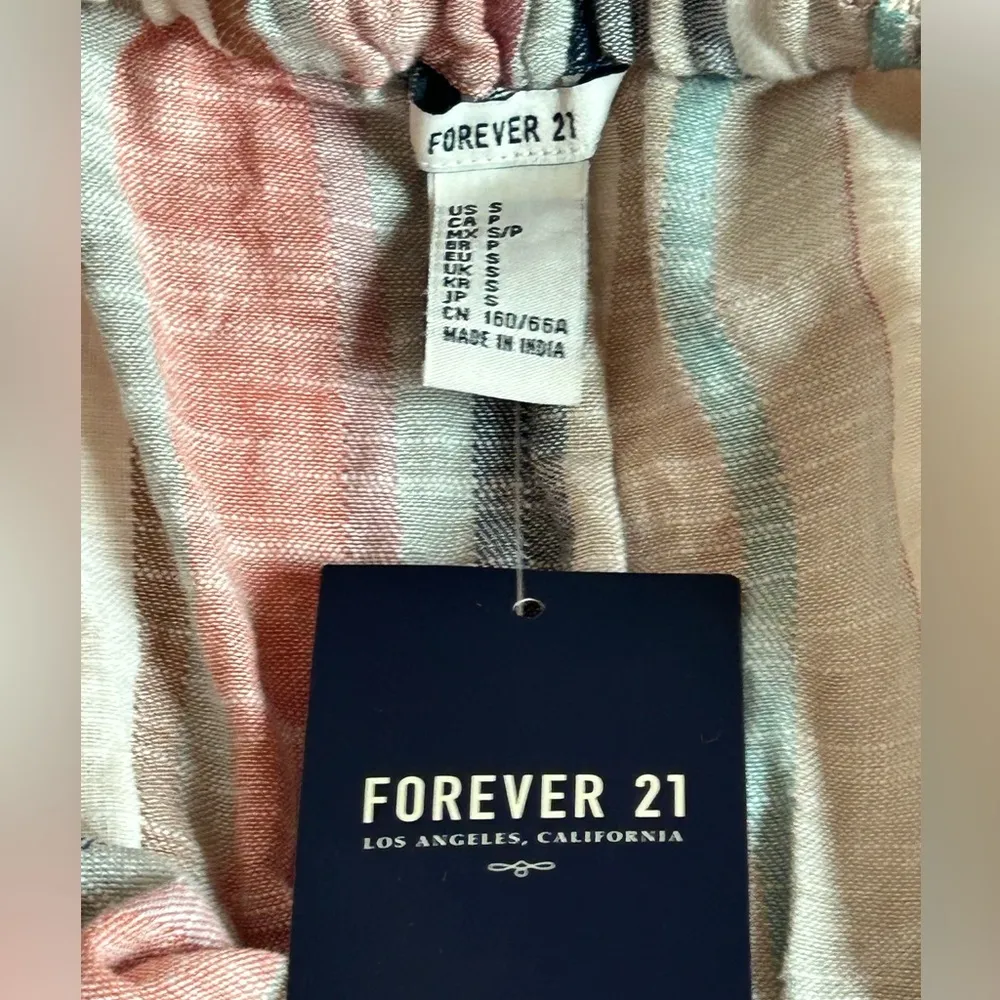 FOREVER 21
US S
CA P
MX S/P
BR P
EU S
UK S
KR S
JP S
CN 160/66A
MADE IN INDIA
FOREVER 21
LOS ANGELES, CALIFORNIA